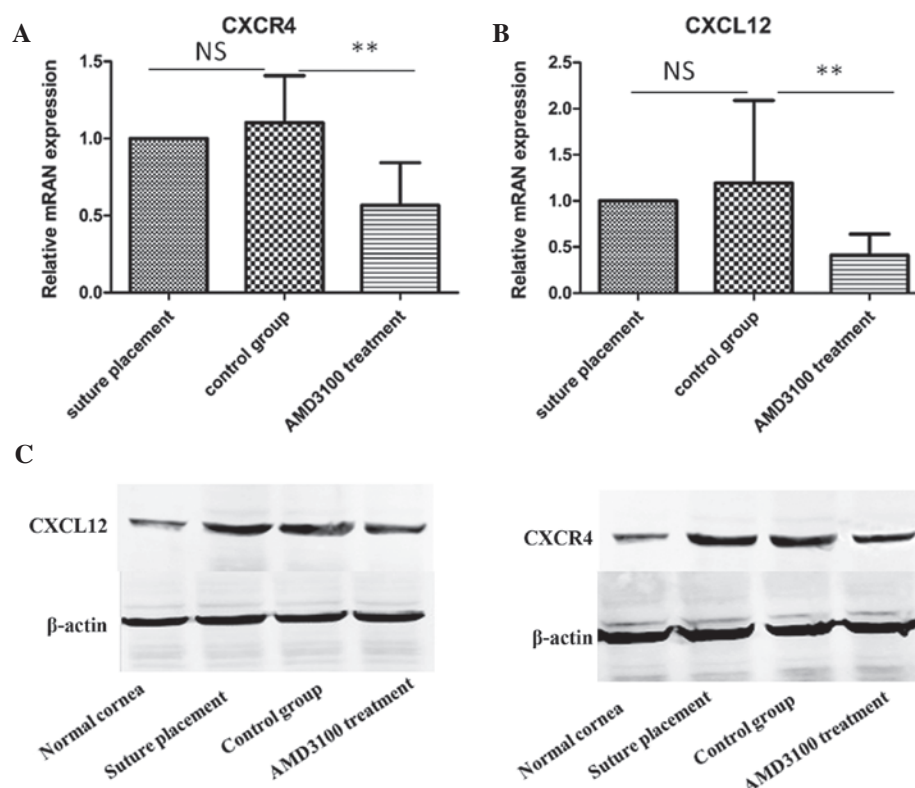 A
CXCR4
Relative mRAN expression
1.5
1.0
0.5
0.0
NS
**
suture placement
control group
AMD3100 treatment
B
CXCL12
Relative mRAN expression
2.5
2.0
1.5
1.0
0.5
0.0
NS
**
suture placement
control group
AMD3100 treatment
C
CXCL12
β-actin
Normal cornea
Suture placement
Control group
AMD3100 treatment
CXCR4
β-actin
Normal cornea
Suture placement
Control group
AMD3100 treatment